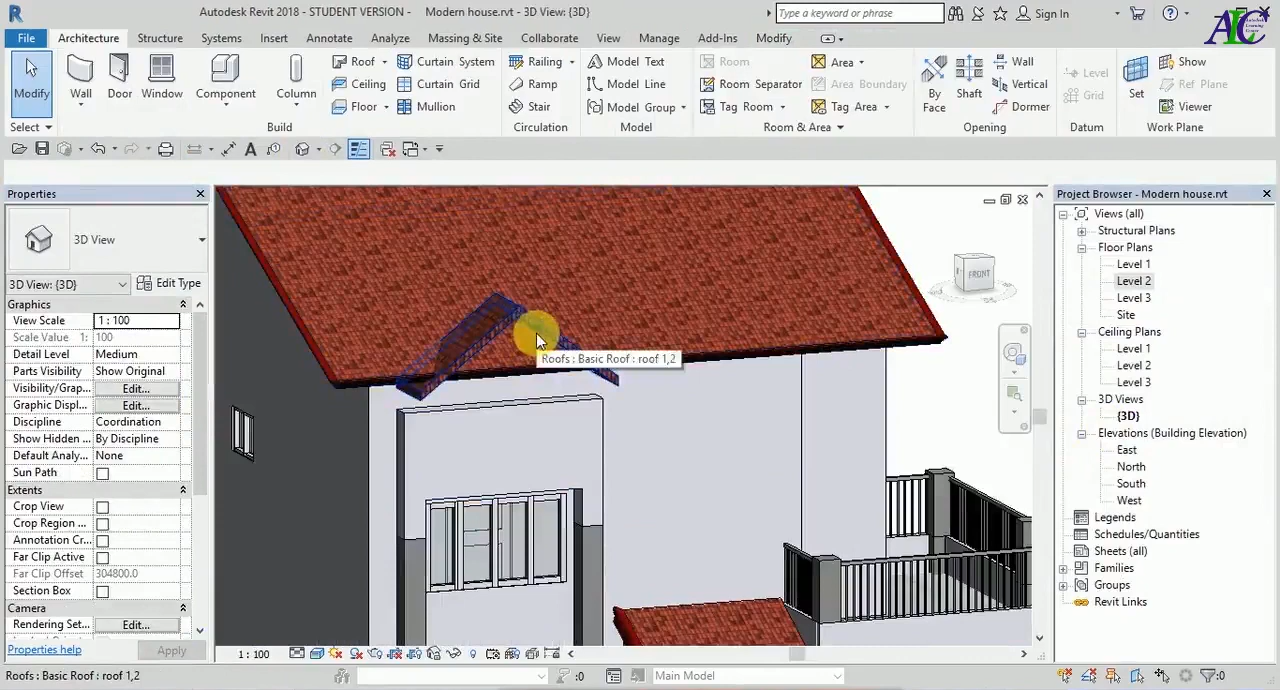 Autodesk Revit 2018 - STUDENT VERSION - Modern house.rvt - 3D View: {3D}
Type a keyword or phrase
Sign In
ALC
File Architecture Structure Systems Insert Annotate Analyze Massing & Site Collaborate View Manage Add-Ins Modify
Modify
Select
Wall Door Window Component Column
Roof Ceiling Floor
Curtain System Curtain Grid Mullion
Build
Railing Ramp Stair
Circulation
Model Text Model Line Model Group
Model
Room Room Separator Tag Room
Area Area Boundary Tag Area
Room & Area
By Face
Shaft
Wall Vertical Dormer
Opening
Level Grid
Datum
Set
Show Ref Plane Viewer
Work Plane
Properties
3D View
3D View: {3D} Edit Type
Graphics
View Scale 1 : 100
Scale Value 1: 100
Detail Level Medium
Parts Visibility Show Original
Visibility/Grap... Edit...
Graphic Displ... Edit...
Discipline Coordination
Show Hidden ... By Discipline
Default Analy... None
Sun Path
Extents
Crop View
Crop Region ...
Annotation Cr...
Far Clip Active
Far Clip Offset 304800.0
Section Box
Camera
Rendering Set... Edit...
Properties help Apply
FRONT
Roofs : Basic Roof : roof 1,2
1 : 100
Project Browser - Modern house.rvt
Views (all)
Structural Plans
Floor Plans
Level 1
Level 2
Level 3
Site
Ceiling Plans
Level 1
Level 2
Level 3
3D Views
{3D}
Elevations (Building Elevation)
East
North
South
West
Legends
Schedules/Quantities
Sheets (all)
Families
Groups
Revit Links
Roofs : Basic Roof : roof 1,2
:0
Main Model
:0